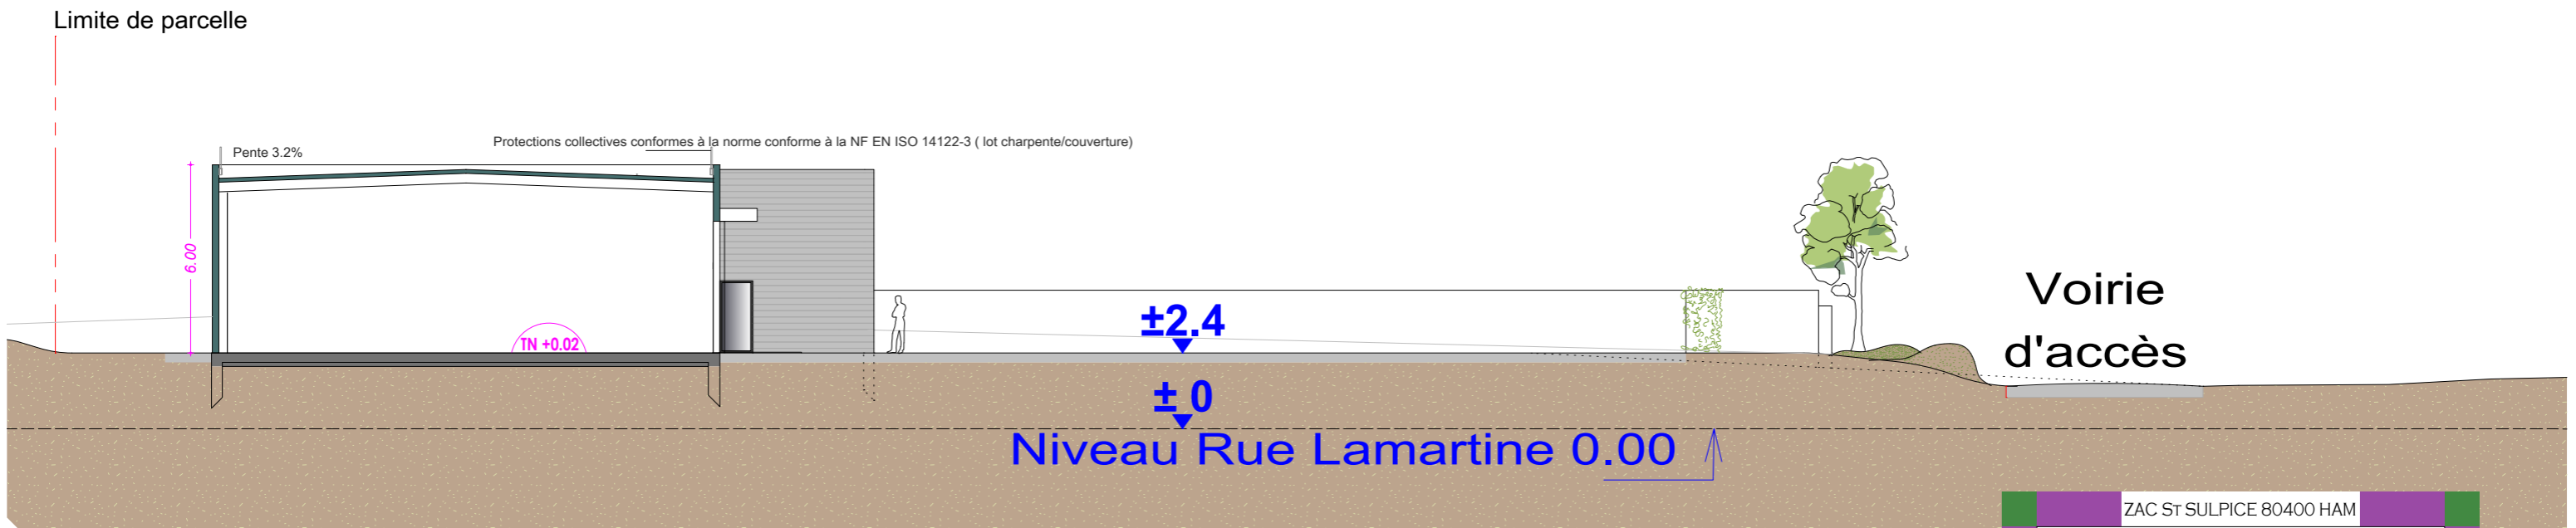 Limite de parcelle
Protections collectives conformes à la norme conforme à la NF EN ISO 14122-3 ( lot charpente/couverture)
Pente 3.2%
6.00
TN +0.02
±2.4
Voirie
d'accès
± 0
Niveau Rue Lamartine 0.00
ZAC St SULPICE 80400 HAM